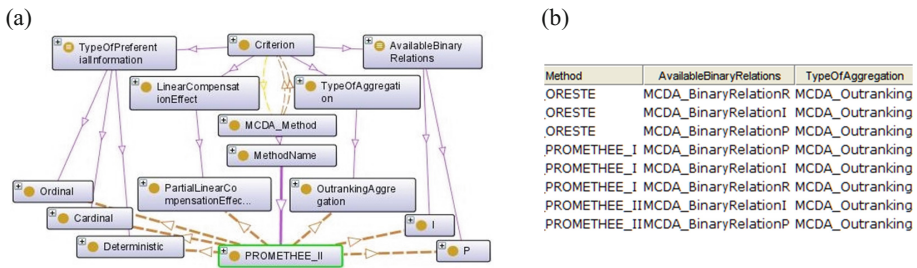 (a)
(b)
TypeOfPreferent
ialInformation
Criterion
AvailableBinary
Relations
LinearCompensat
ionEffect
TypeOfAggregati
on
MCDA_Method
MethodName
Ordinal
PartialLinearCo
mpensationEffec...
OutrankingAggre
gation
Cardinal
I
Deterministic
PROMETHEE_II
P
Method AvailableBinaryRelations TypeOfAggregation
ORESTE MCDA_BinaryRelationR MCDA_Outranking
ORESTE MCDA_BinaryRelationI MCDA_Outranking
ORESTE MCDA_BinaryRelationP MCDA_Outranking
PROMETHEE_I MCDA_BinaryRelationP MCDA_Outranking
PROMETHEE_I MCDA_BinaryRelationI MCDA_Outranking
PROMETHEE_I MCDA_BinaryRelationR MCDA_Outranking
PROMETHEE_II MCDA_BinaryRelationI MCDA_Outranking
PROMETHEE_II MCDA_BinaryRelationP MCDA_Outranking